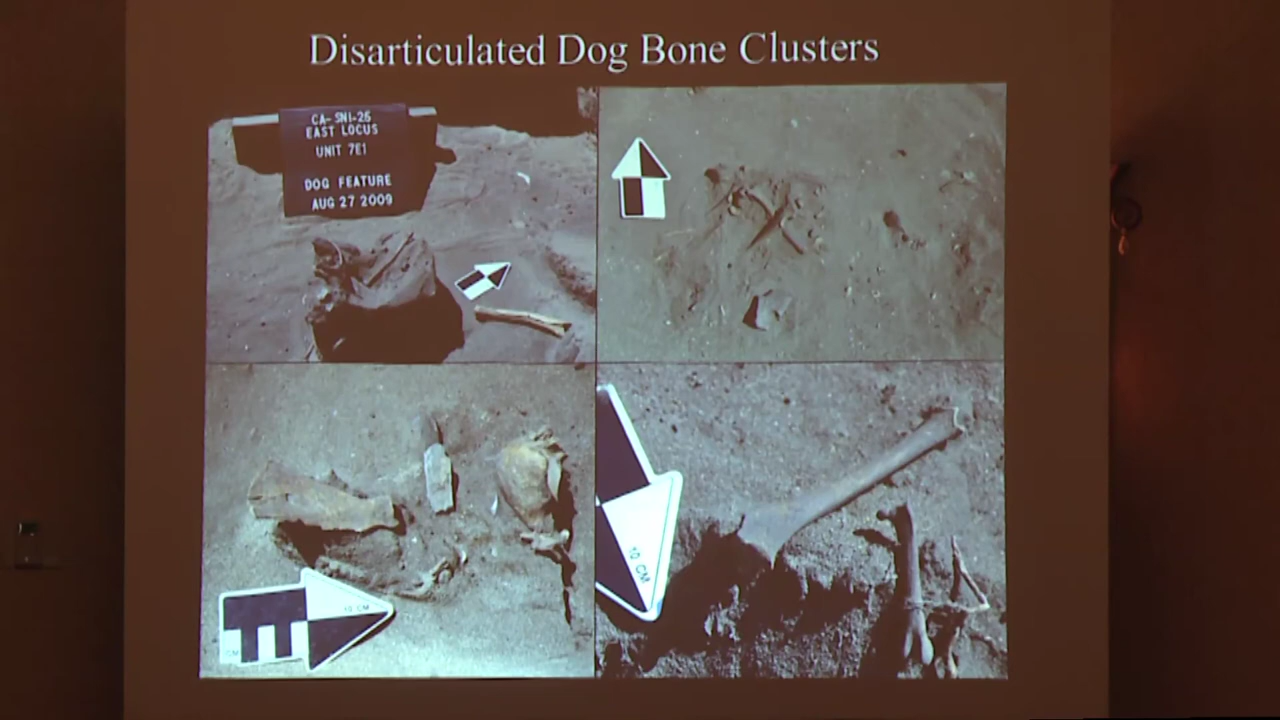 Disarticulated Dog Bone Clusters
CA-SNI-25
EAST LOCUS
UNIT 7E1
DOG FEATURE
AUG 27 2009
10 CM
CM
10 CM